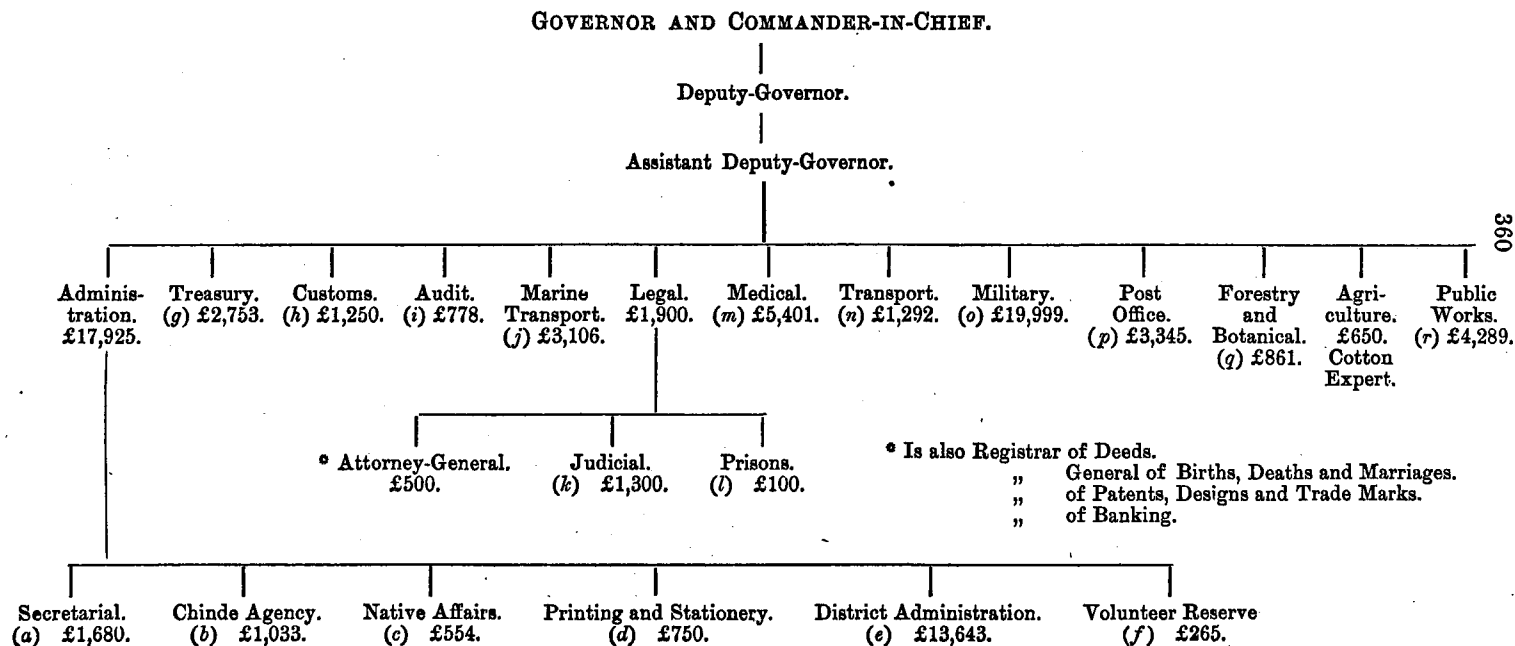 GOVERNOR AND COMMANDER-IN-CHIEF.
Deputy-Governor.
Assistant Deputy-Governor.
360
Adminis-
tration.
£17,925.
Treasury.
(g) £2,753.
Customs.
(h) £1,250.
Audit.
(i) £778.
Marine
Transport.
(j) £3,106.
Legal.
£1,900.
Medical.
(m) £5,401.
Transport.
(n) £1,292.
Military.
(o) £19,999.
Post
Office.
(p) £3,345.
Forestry
and
Botanical.
(q) £861.
Agri-
culture.
£650.
Cotton
Expert.
Public
Works.
(r) £4,289.
* Attorney-General.
£500.
Judicial.
(k) £1,300.
Prisons.
(l) £100.
* Is also Registrar of Deeds.
„ General of Births, Deaths and Marriages.
„ of Patents, Designs and Trade Marks.
„ of Banking.
Secretarial.
(a) £1,680.
Chinde Agency.
(b) £1,033.
Native Affairs.
(c) £554.
Printing and Stationery.
(d) £750.
District Administration.
(e) £13,643.
Volunteer Reserve
(f) £265.